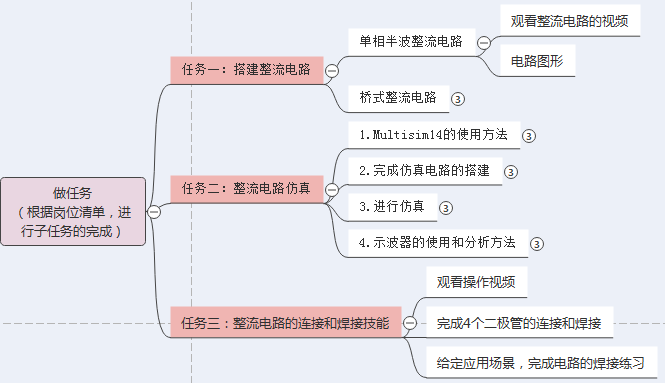 做任务
（根据岗位清单，进
行子任务的完成）
任务一：搭建整流电路
单相半波整流电路
观看整流电路的视频
电路图形
桥式整流电路
3
任务二：整流电路仿真
1.Multisim14的使用方法
3
2.完成仿真电路的搭建
3
3.进行仿真
3
4.示波器的使用和分析方法
3
任务三：整流电路的连接和焊接技能
观看操作视频
完成4个二极管的连接和焊接
给定应用场景，完成电路的焊接练习